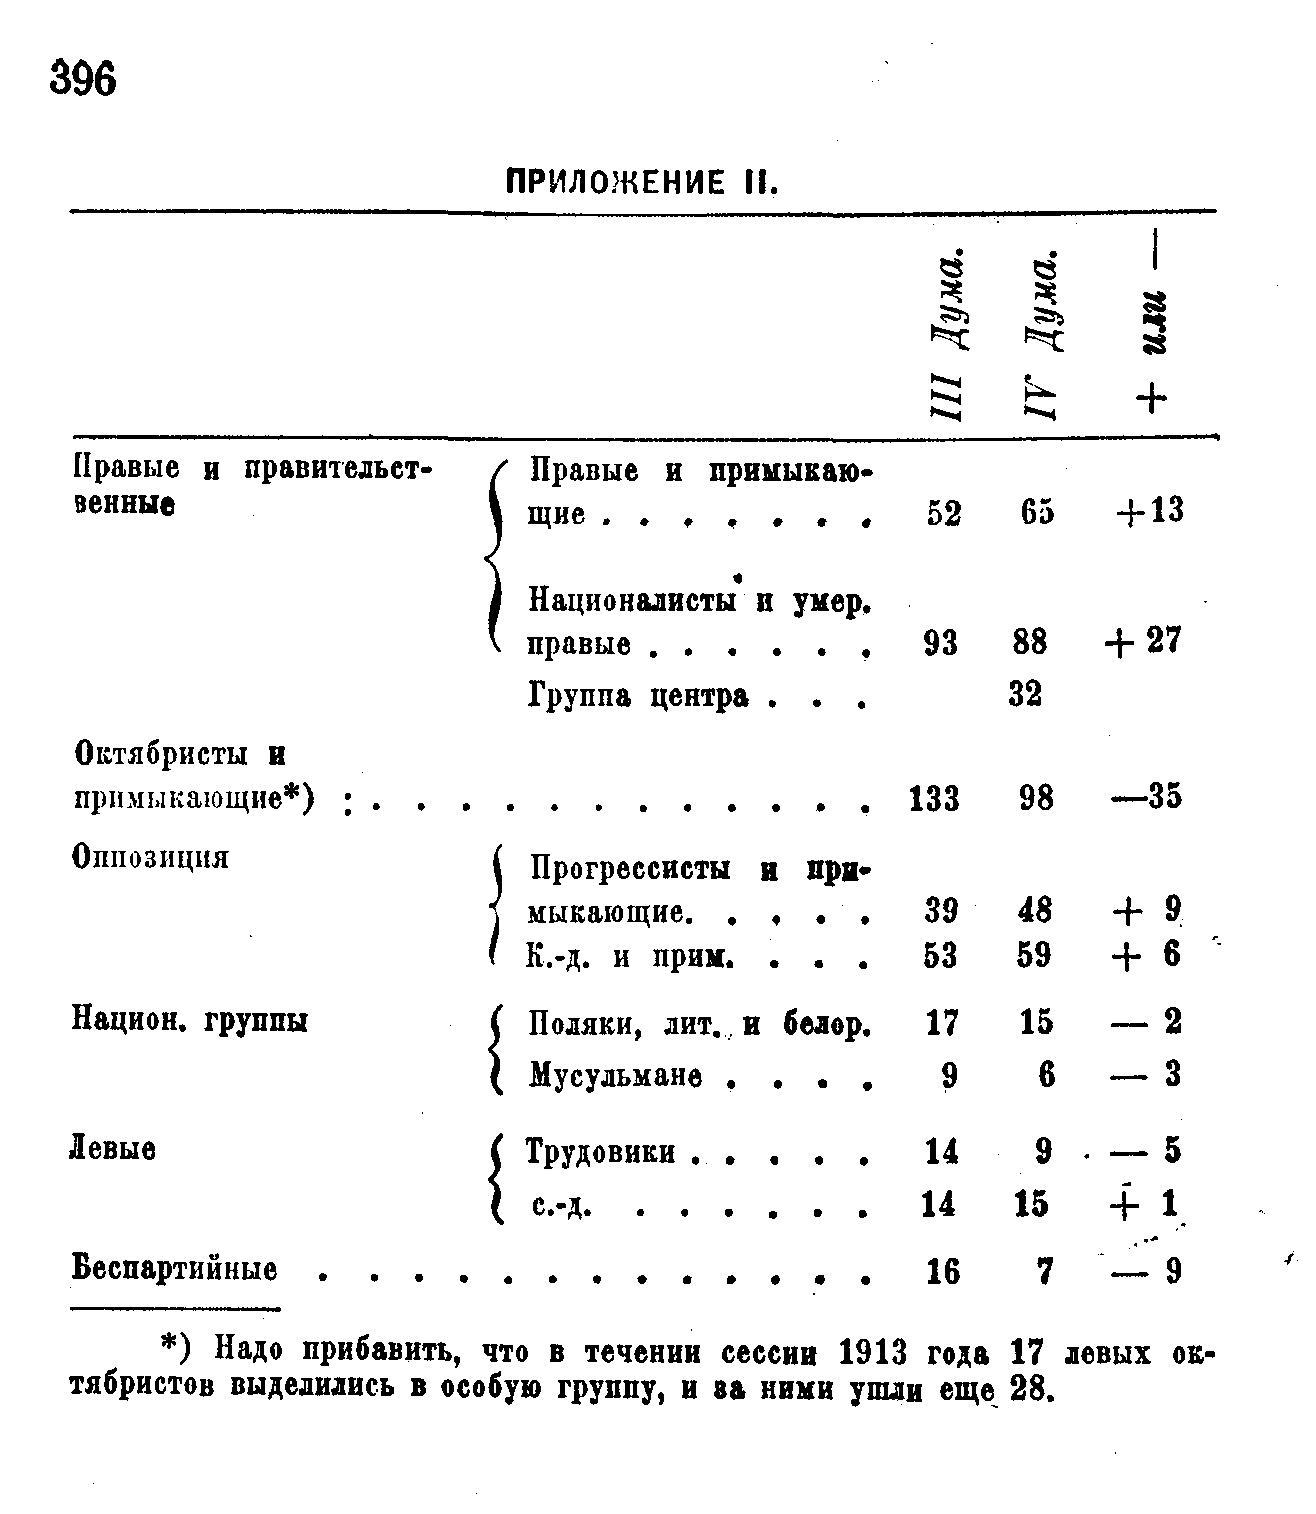 396
ПРИЛОЖЕНИЕ II.
III Дума. IV Дума. + или —
Правые и правительст- Правые и примыкаю-
венные щие . . . . . . . 52 65 +13
Националисты и умер.
правые . . . . . . 93 88 + 27
Группа центра . . . 32
Октябристы и
примыкающие*) : . . . . . . . . . . . . 133 98 —35
Оппозиция Прогрессисты и при-
мыкающие. . . . . 39 48 + 9
К.-д. и прим. . . . 53 59 + 6
Национ. группы Поляки, лит. и белор. 17 15 — 2
Мусульмане . . . . 9 6 — 3
Левые Трудовики . . . . . 14 9 — 5
с.-д. . . . . . . 14 15 + 1
Беспартийные . . . . . . . . . . . . . 16 7 — 9
*) Надо прибавить, что в течении сессии 1913 года 17 левых ок-
тябристов выделились в особую группу, и за ними ушли еще 28.